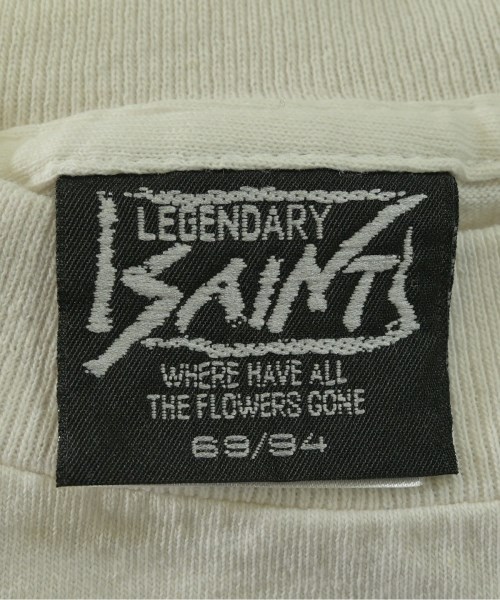 LEGENDARY
SAINTS
WHERE HAVE ALL
THE FLOWERS GONE
69/94